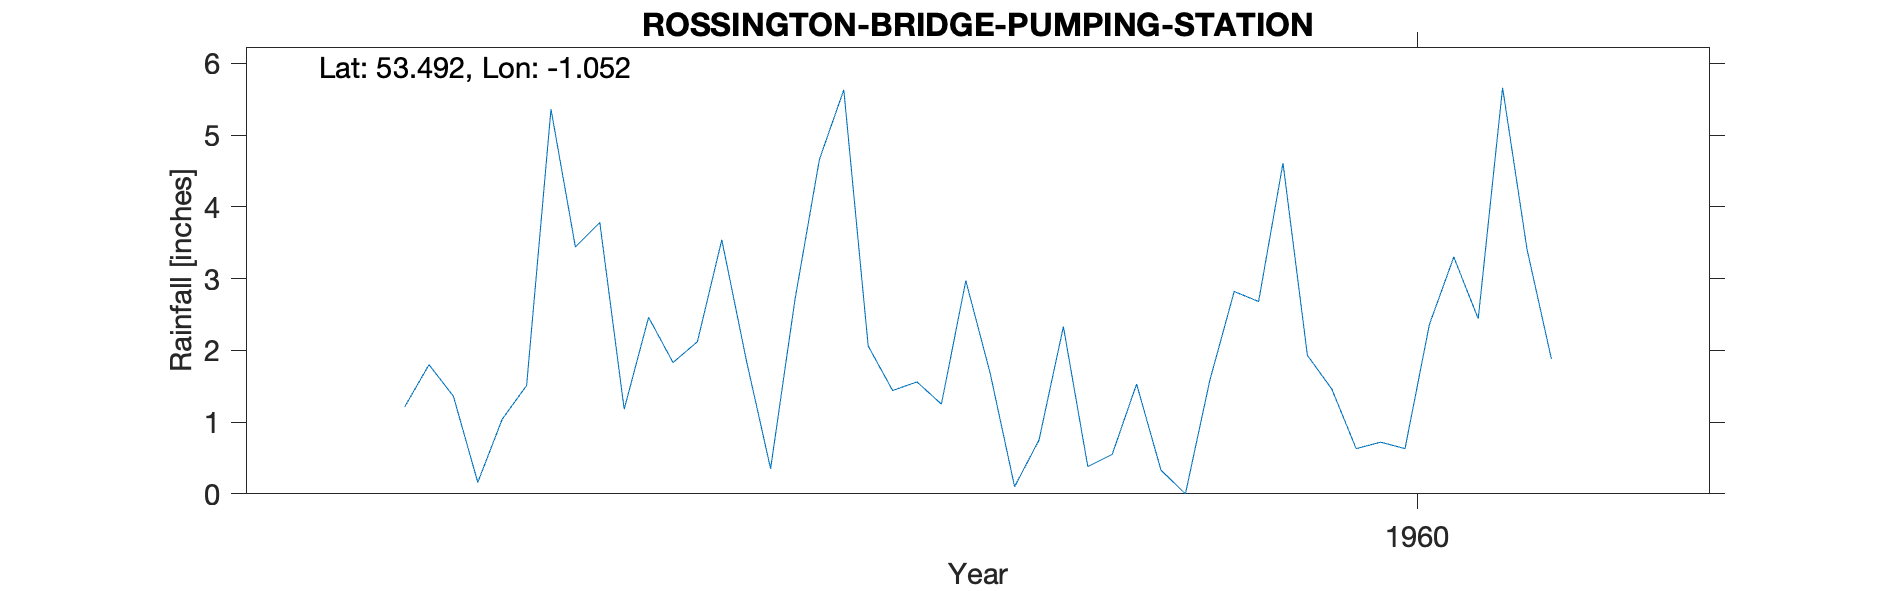 ROSSINGTON-BRIDGE-PUMPING-STATION
Lat: 53.492, Lon: -1.052
6
5
4
3
2
1
0
Rainfall [inches]
1960
Year